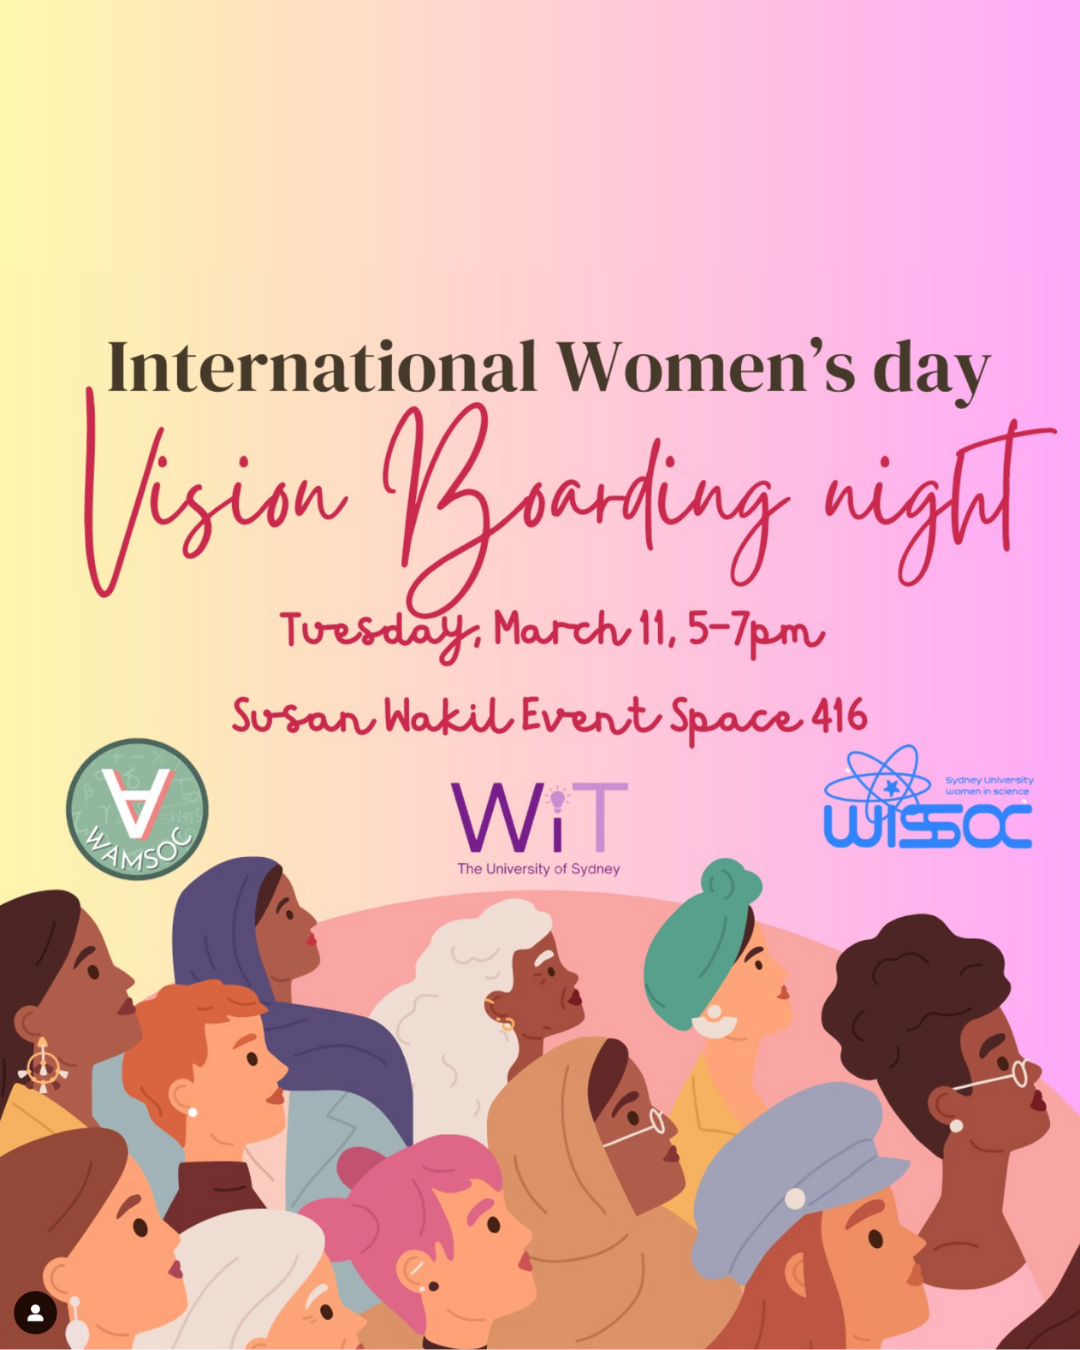 International Women's day
Vision Boarding night
Tuesday, March 11, 5-7pm
Susan Wakil Event Space 416
WAMSOC
WiT
The University of Sydney
Sydney University
women in science
WISSOC